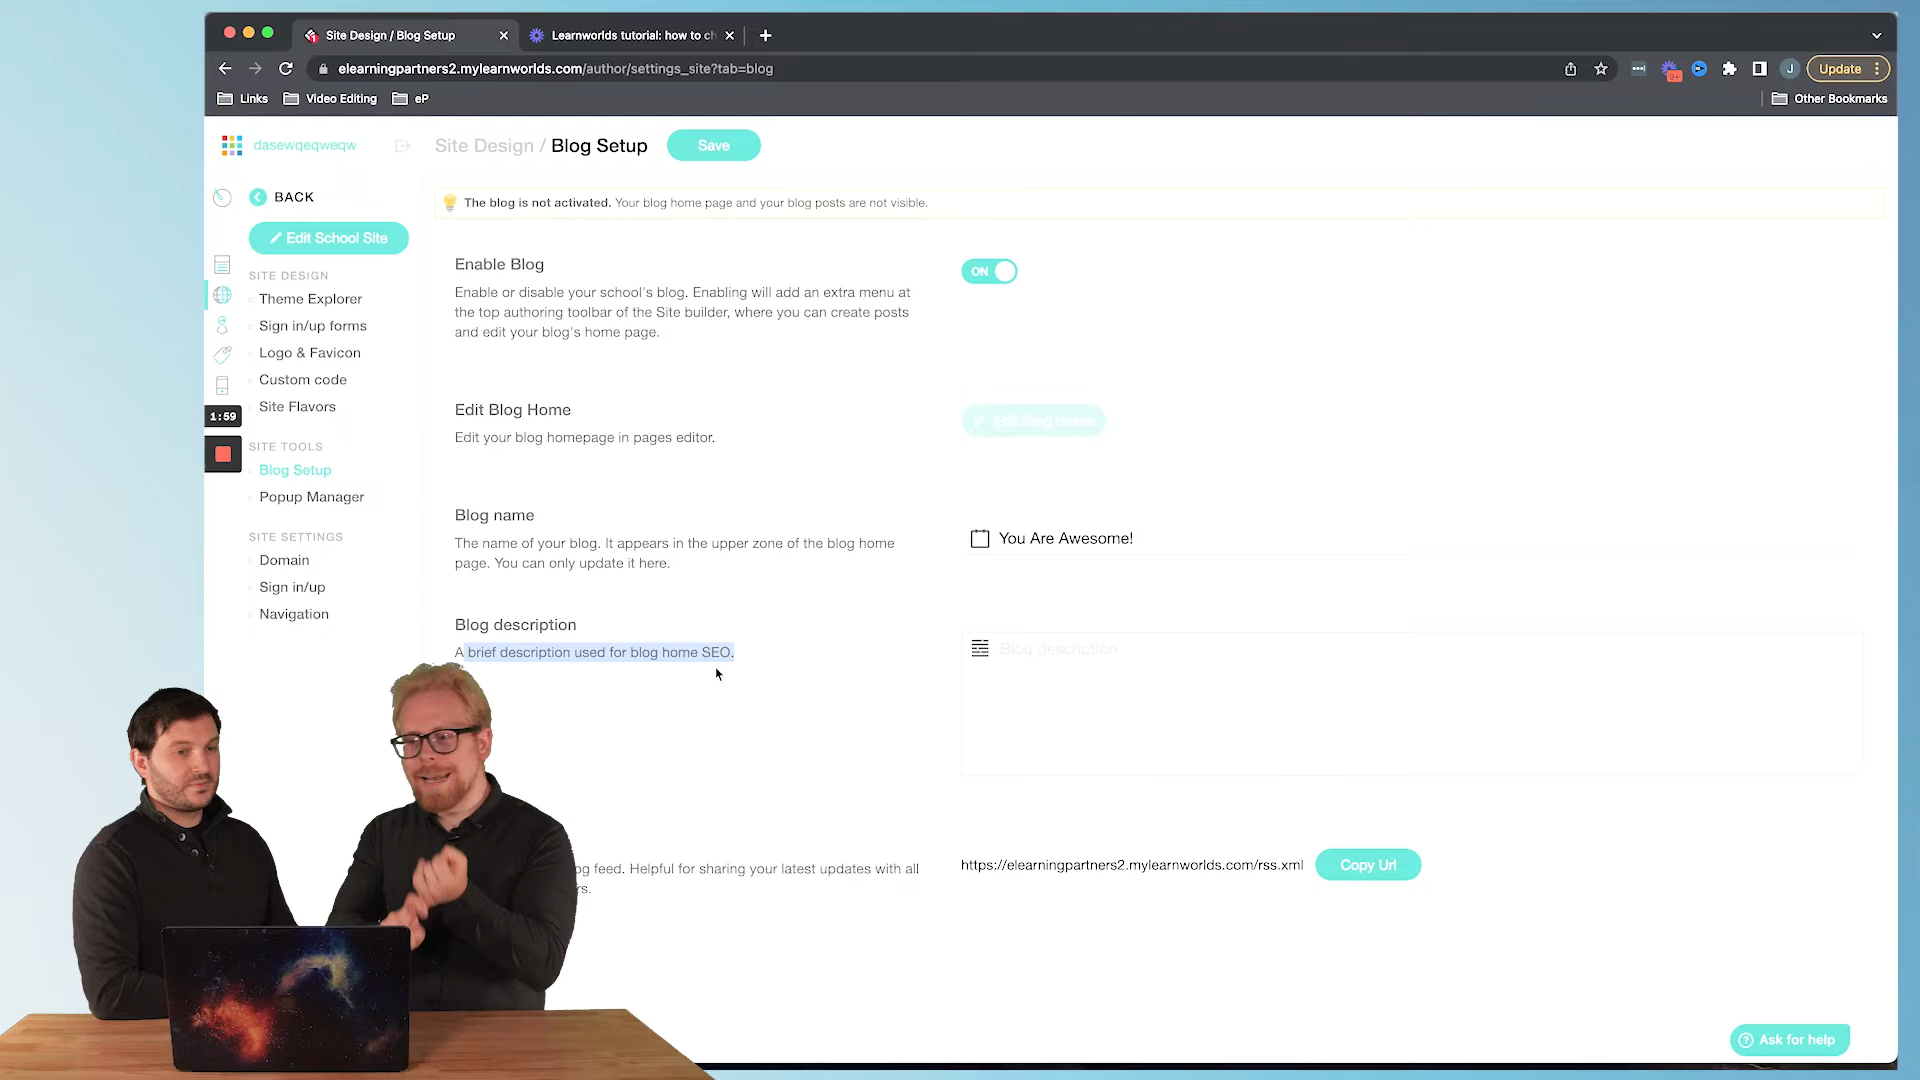 Site Design / Blog Setup
Learnworlds tutorial: how to ch
elearningpartners2.mylearnworlds.com/author/settings_site?tab=blog
9+
J
Update
Links
Video Editing
eP
Other Bookmarks
dasewqeqweqw
Site Design / Blog Setup
Save
BACK
The blog is not activated. Your blog home page and your blog posts are not visible.
Edit School Site
SITE DESIGN
Theme Explorer
Sign in/up forms
Logo & Favicon
Custom code
Site Flavors
1:59
SITE TOOLS
Blog Setup
Popup Manager
SITE SETTINGS
Domain
Sign in/up
Navigation
Enable Blog
Enable or disable your school's blog. Enabling will add an extra menu at
the top authoring toolbar of the Site builder, where you can create posts
and edit your blog's home page.
ON
Edit Blog Home
Edit your blog homepage in pages editor.
Edit Blog Home
Blog name
The name of your blog. It appears in the upper zone of the blog home
page. You can only update it here.
You Are Awesome!
Blog description
A brief description used for blog home SEO.
Blog description
og feed. Helpful for sharing your latest updates with all
rs.
https://elearningpartners2.mylearnworlds.com/rss.xml
Copy Url
Ask for help